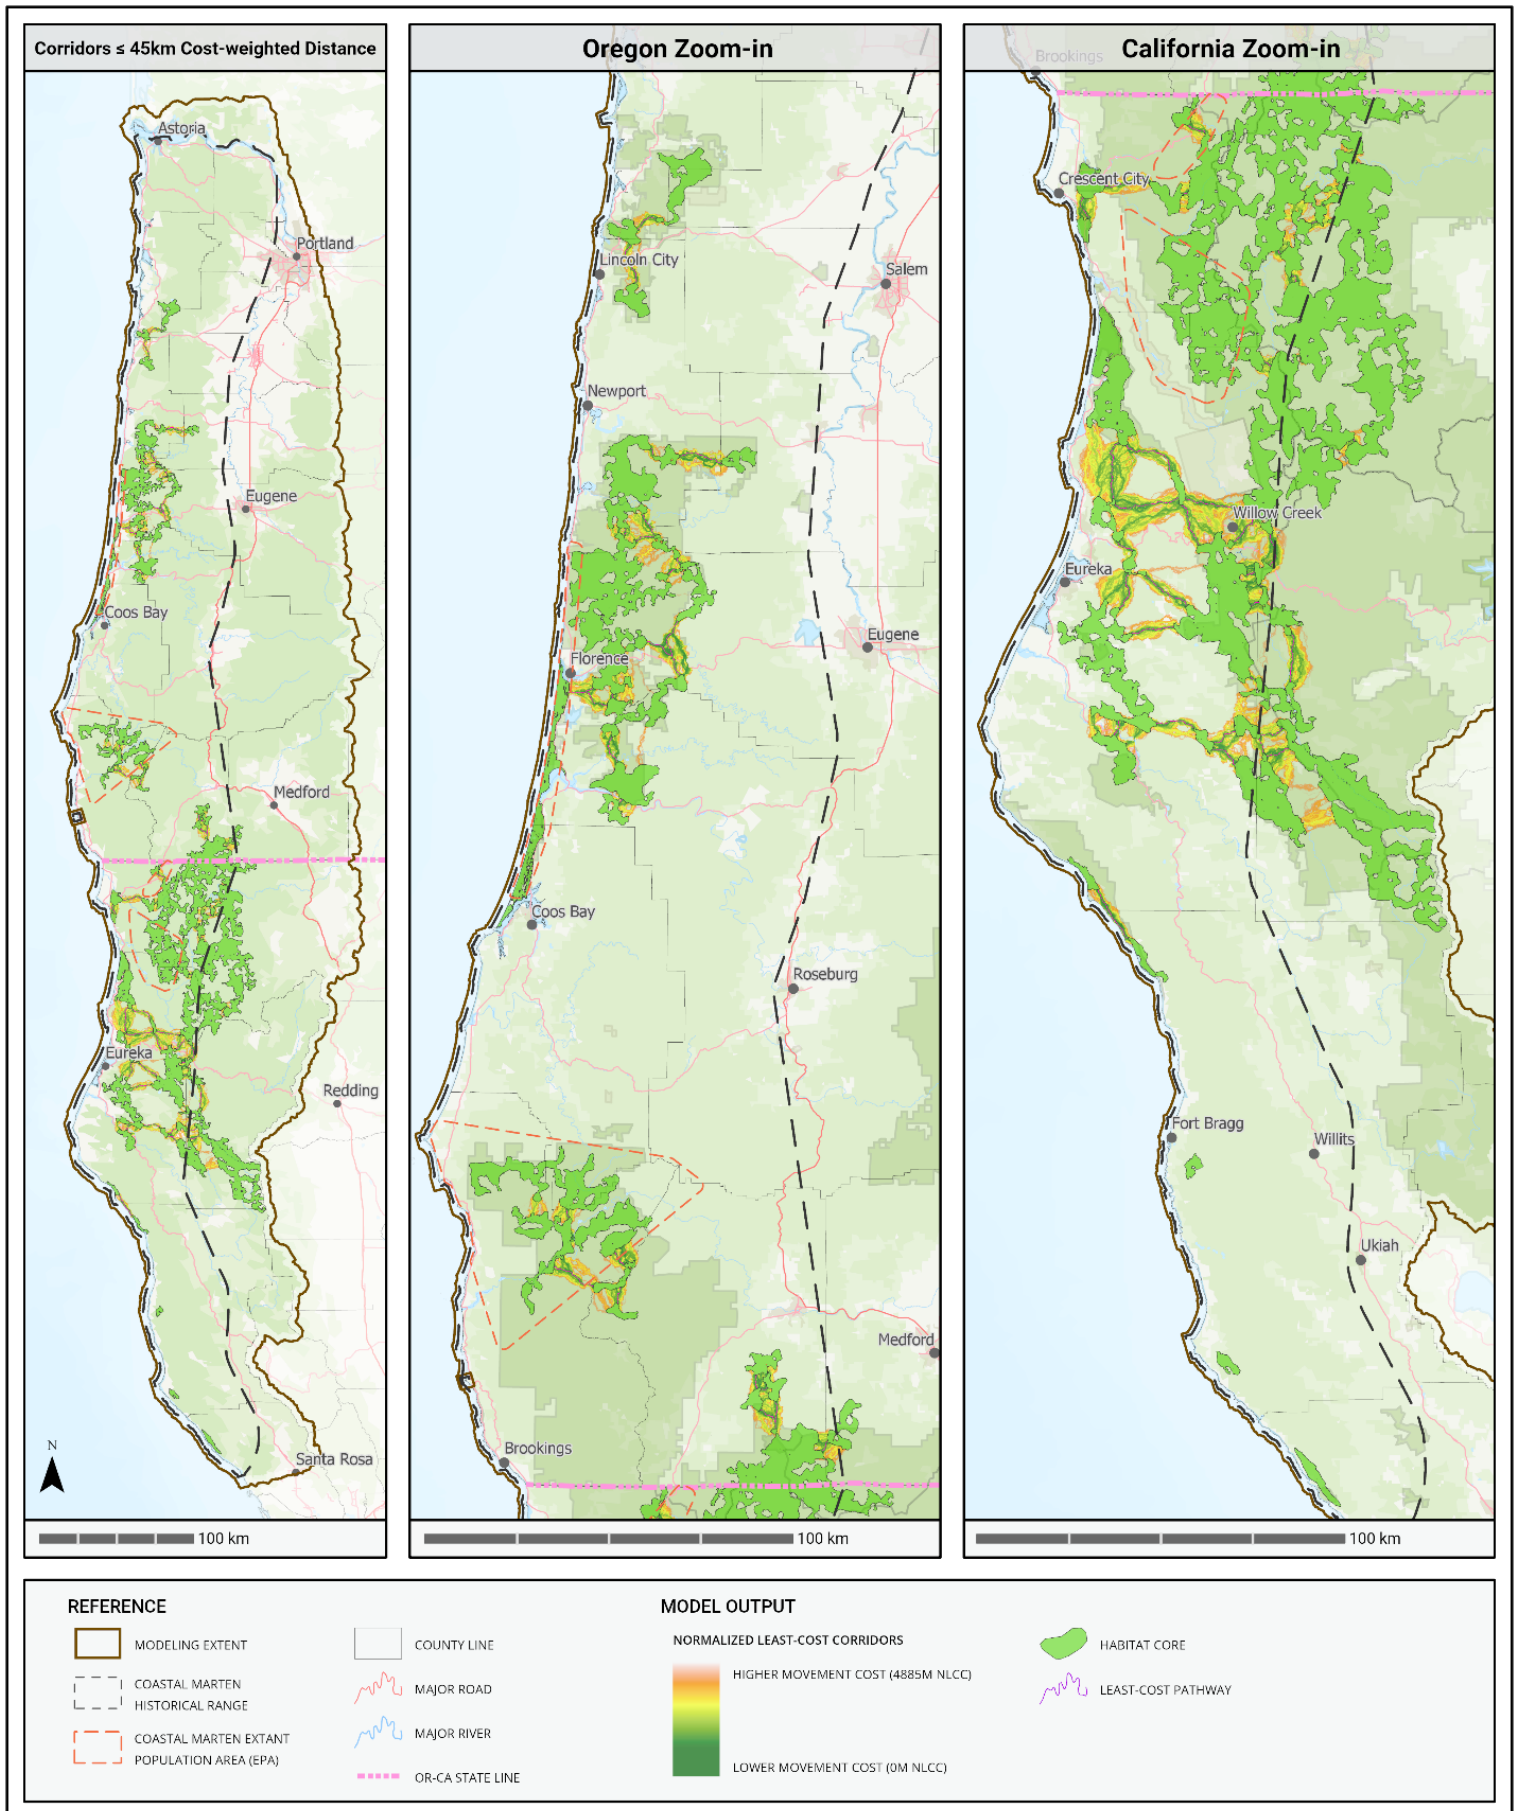 Corridors ≤ 45km Cost-weighted Distance
Astoria
Portland
Eugene
Coos Bay
Medford
Eureka
Redding
Santa Rosa
N
100 km
Oregon Zoom-in
Lincoln City
Salem
Newport
Eugene
Florence
Coos Bay
Roseburg
Medford
Brookings
100 km
California Zoom-in
Brookings
Crescent City
Willow Creek
Eureka
Fort Bragg
Willits
Ukiah
100 km
REFERENCE
MODELING EXTENT
COASTAL MARTEN
HISTORICAL RANGE
COASTAL MARTEN EXTANT
POPULATION AREA (EPA)
COUNTY LINE
MAJOR ROAD
MAJOR RIVER
OR-CA STATE LINE
MODEL OUTPUT
NORMALIZED LEAST-COST CORRIDORS
HIGHER MOVEMENT COST (4885M NLCC)
LOWER MOVEMENT COST (0M NLCC)
HABITAT CORE
LEAST-COST PATHWAY